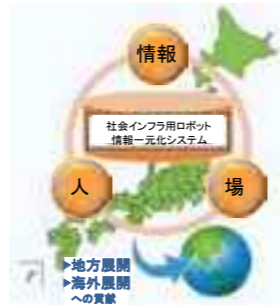 情報
社会インフラ用ロボット
情報一元化システム
人
場
▶地方展開
▶海外展開
への貢献